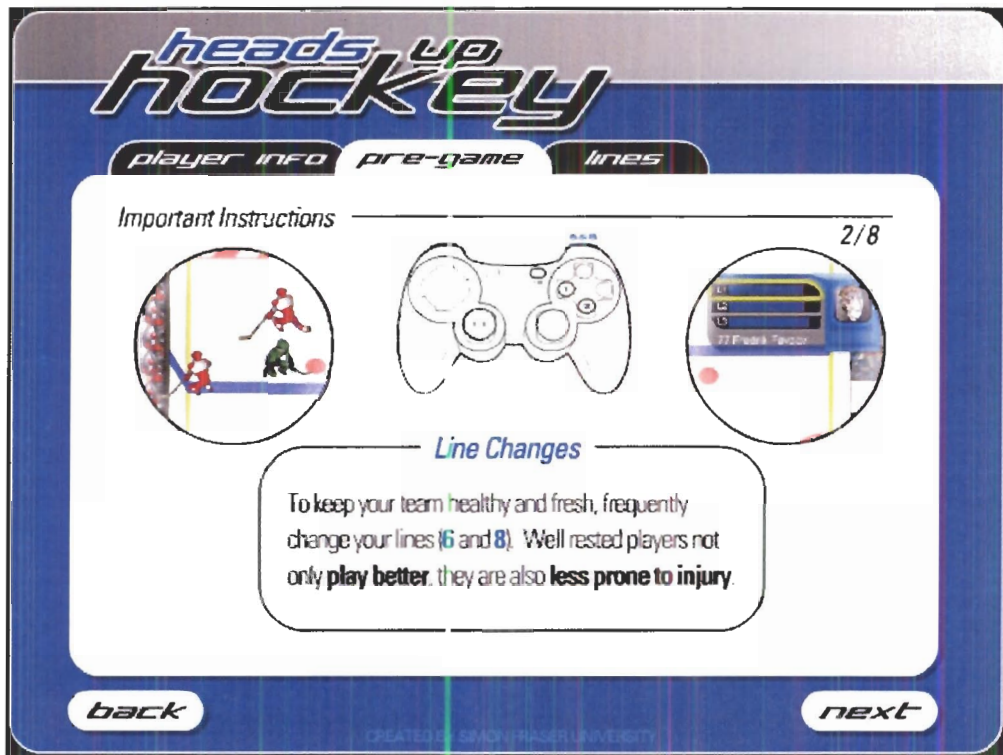 heads up
hockey
player info pre-game lines
Important Instructions
2/8
L1
L2
L3
Line Changes
To keep your team healthy and fresh, frequently
change your lines (6 and 8). Well rested players not
only play better, they are also less prone to injury.
back next
CREATED BY SIMON FRASER UNIVERSITY